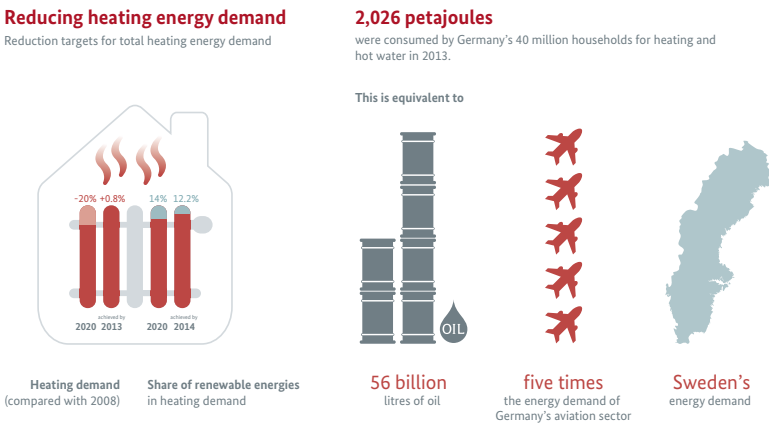 Reducing heating energy demand
Reduction targets for total heating energy demand
-20% +0.8% 14% 12.2%
achieved by achieved by
2020 2013 2020 2014
Heating demand
(compared with 2008)
Share of renewable energies
in heating demand
2,026 petajoules
were consumed by Germany's 40 million households for heating and
hot water in 2013.
This is equivalent to
OIL
56 billion
litres of oil
five times
the energy demand of
Germany's aviation sector
Sweden's
energy demand